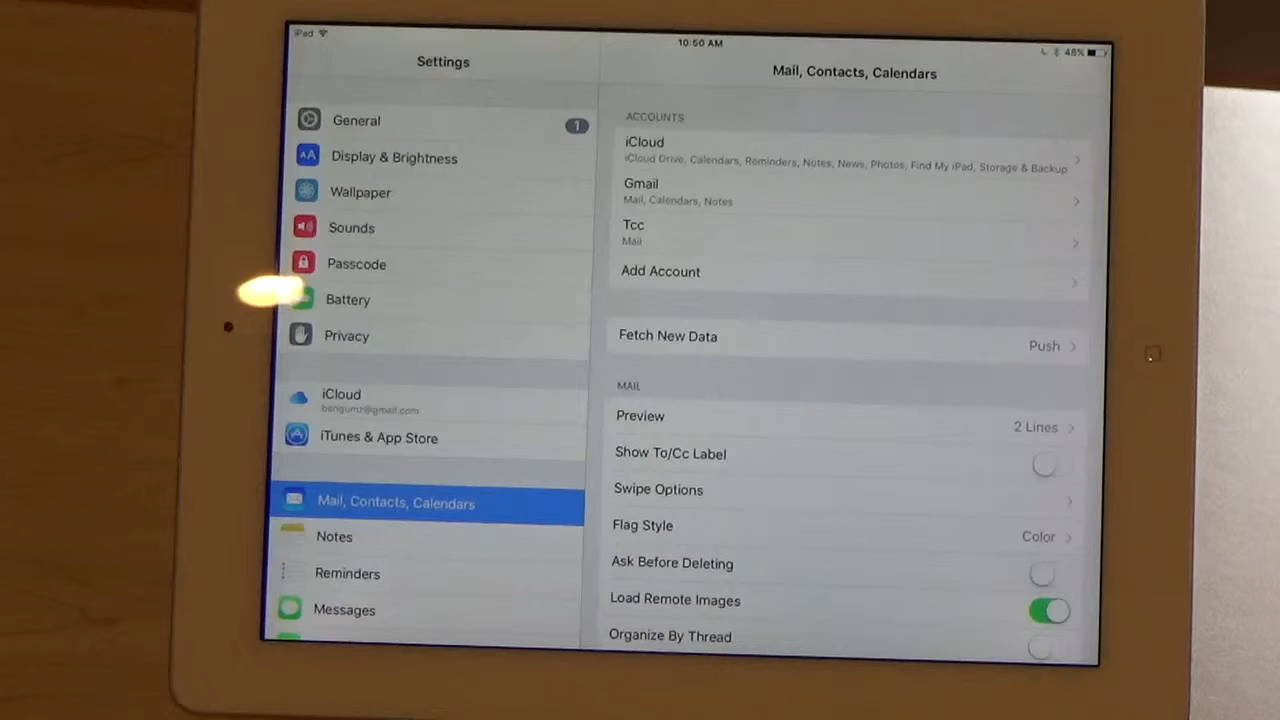 iPad
10:50 AM
48%
Settings
General
1
Display & Brightness
Wallpaper
Sounds
Passcode
Battery
Privacy
iCloud
bengumz@gmail.com
iTunes & App Store
Mail, Contacts, Calendars
Notes
Reminders
Messages
Mail, Contacts, Calendars
ACCOUNTS
iCloud
iCloud Drive, Calendars, Reminders, Notes, News, Photos, Find My iPad, Storage & Backup
Gmail
Mail, Calendars, Notes
Tcc
Mail
Add Account
Fetch New Data
Push
MAIL
Preview
2 Lines
Show To/Cc Label
Swipe Options
Flag Style
Color
Ask Before Deleting
Load Remote Images
Organize By Thread